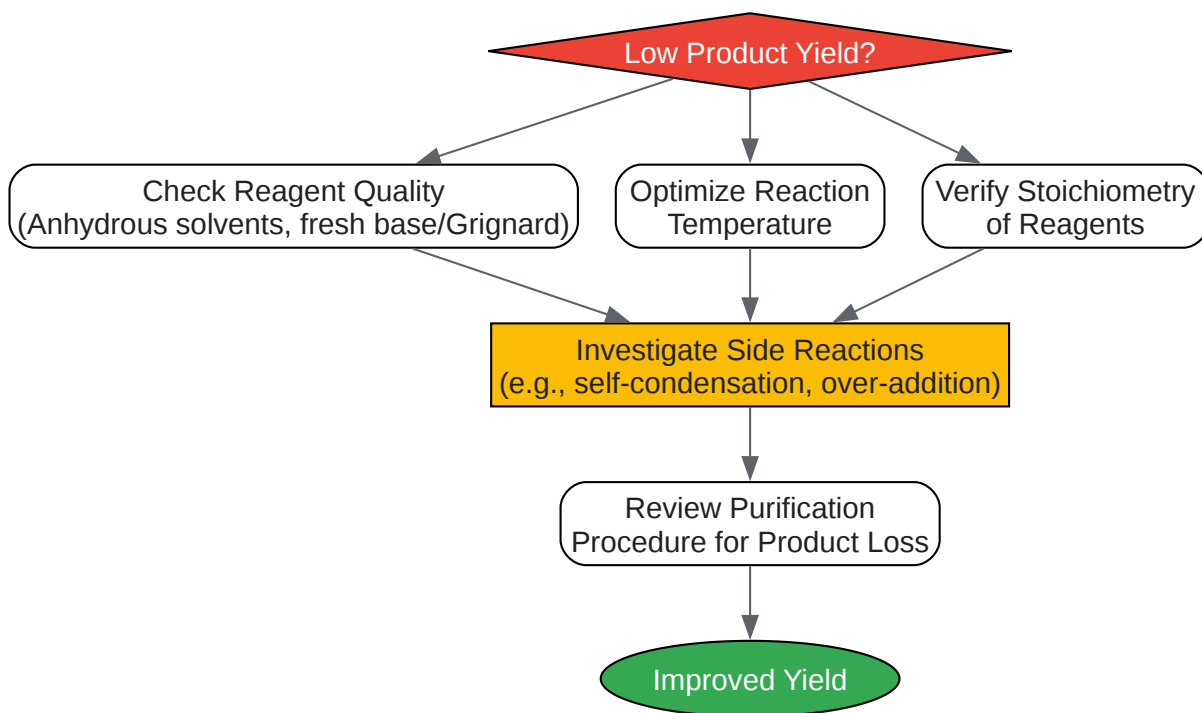 Low Product Yield?
Check Reagent Quality
(Anhydrous solvents, fresh base/Grignard)
Optimize Reaction
Temperature
Verify Stoichiometry
of Reagents
Investigate Side Reactions
(e.g., self-condensation, over-addition)
Review Purification
Procedure for Product Loss
Improved Yield